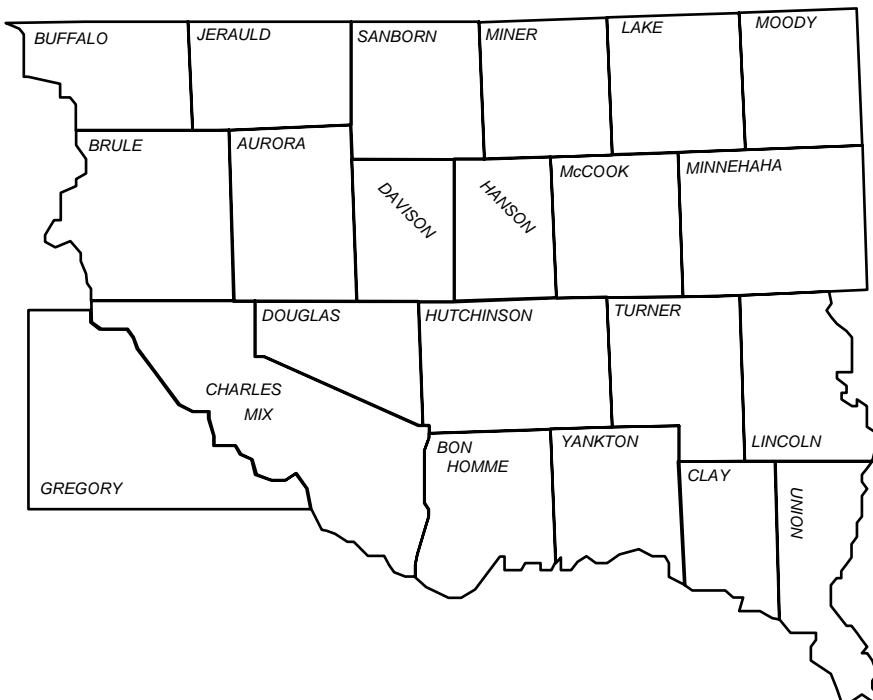 BUFFALO
JERAULD
SANBORN
MINER
LAKE
MOODY
BRULE
AURORA
DAVISON
HANSON
McCOOK
MINNEHAHA
DOUGLAS
HUTCHINSON
TURNER
CHARLES
MIX
LINCOLN
BON
HOMME
YANKTON
CLAY
UNION
GREGORY